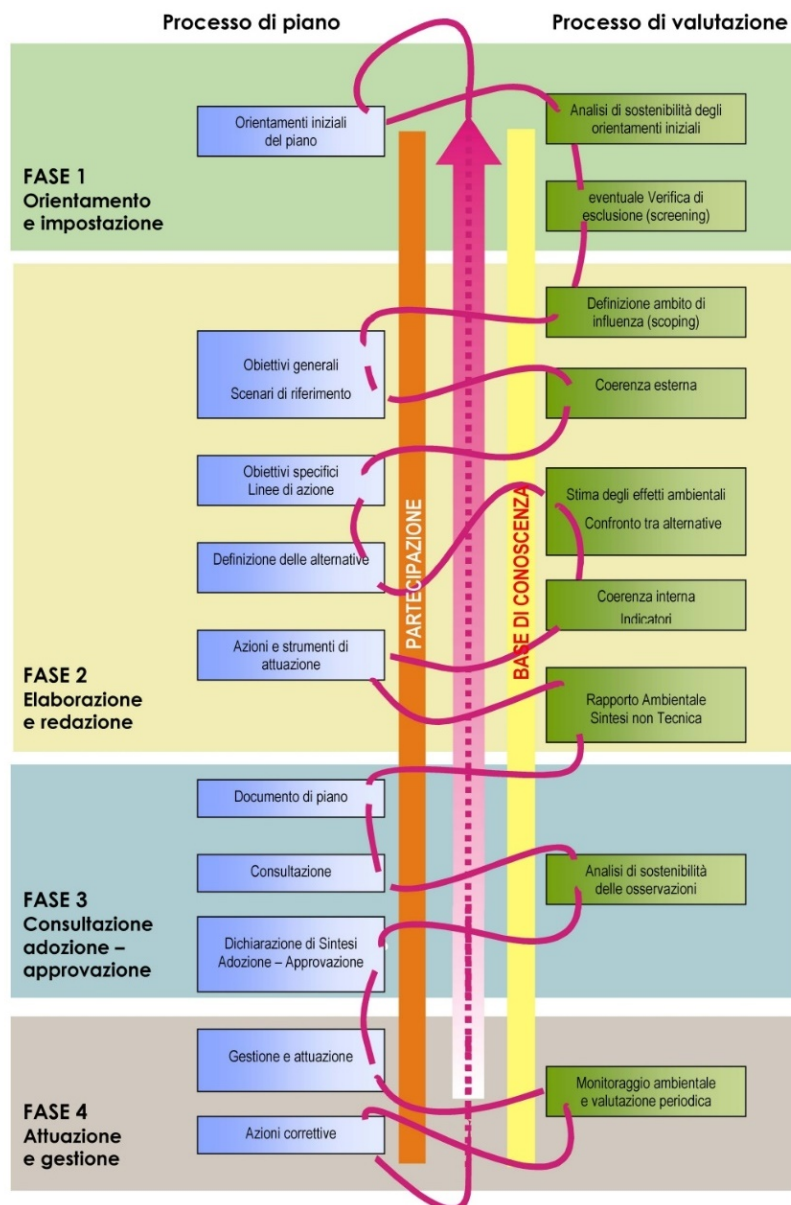 Processo di piano
Processo di valutazione
FASE 1
Orientamento
e impostazione
Orientamenti iniziali
del piano
Analisi di sostenibilità degli
orientamenti iniziali
eventuale Verifica di
esclusione (screening)
FASE 2
Elaborazione
e redazione
Definizione ambito di
influenza (scoping)
Obiettivi generali
Scenari di riferimento
Coerenza esterna
Obiettivi specifici
Linee di azione
Stima degli effetti ambientali
Confronto tra alternative
Definizione delle alternative
Coerenza interna
Indicatori
Azioni e strumenti di
attuazione
Rapporto Ambientale
Sintesi non Tecnica
PARTECIPAZIONE
BASE DI CONOSCENZA
FASE 3
Consultazione
adozione –
approvazione
Documento di piano
Consultazione
Analisi di sostenibilità
delle osservazioni
Dichiarazione di Sintesi
Adozione – Approvazione
FASE 4
Attuazione
e gestione
Gestione e attuazione
Monitoraggio ambientale
e valutazione periodica
Azioni correttive